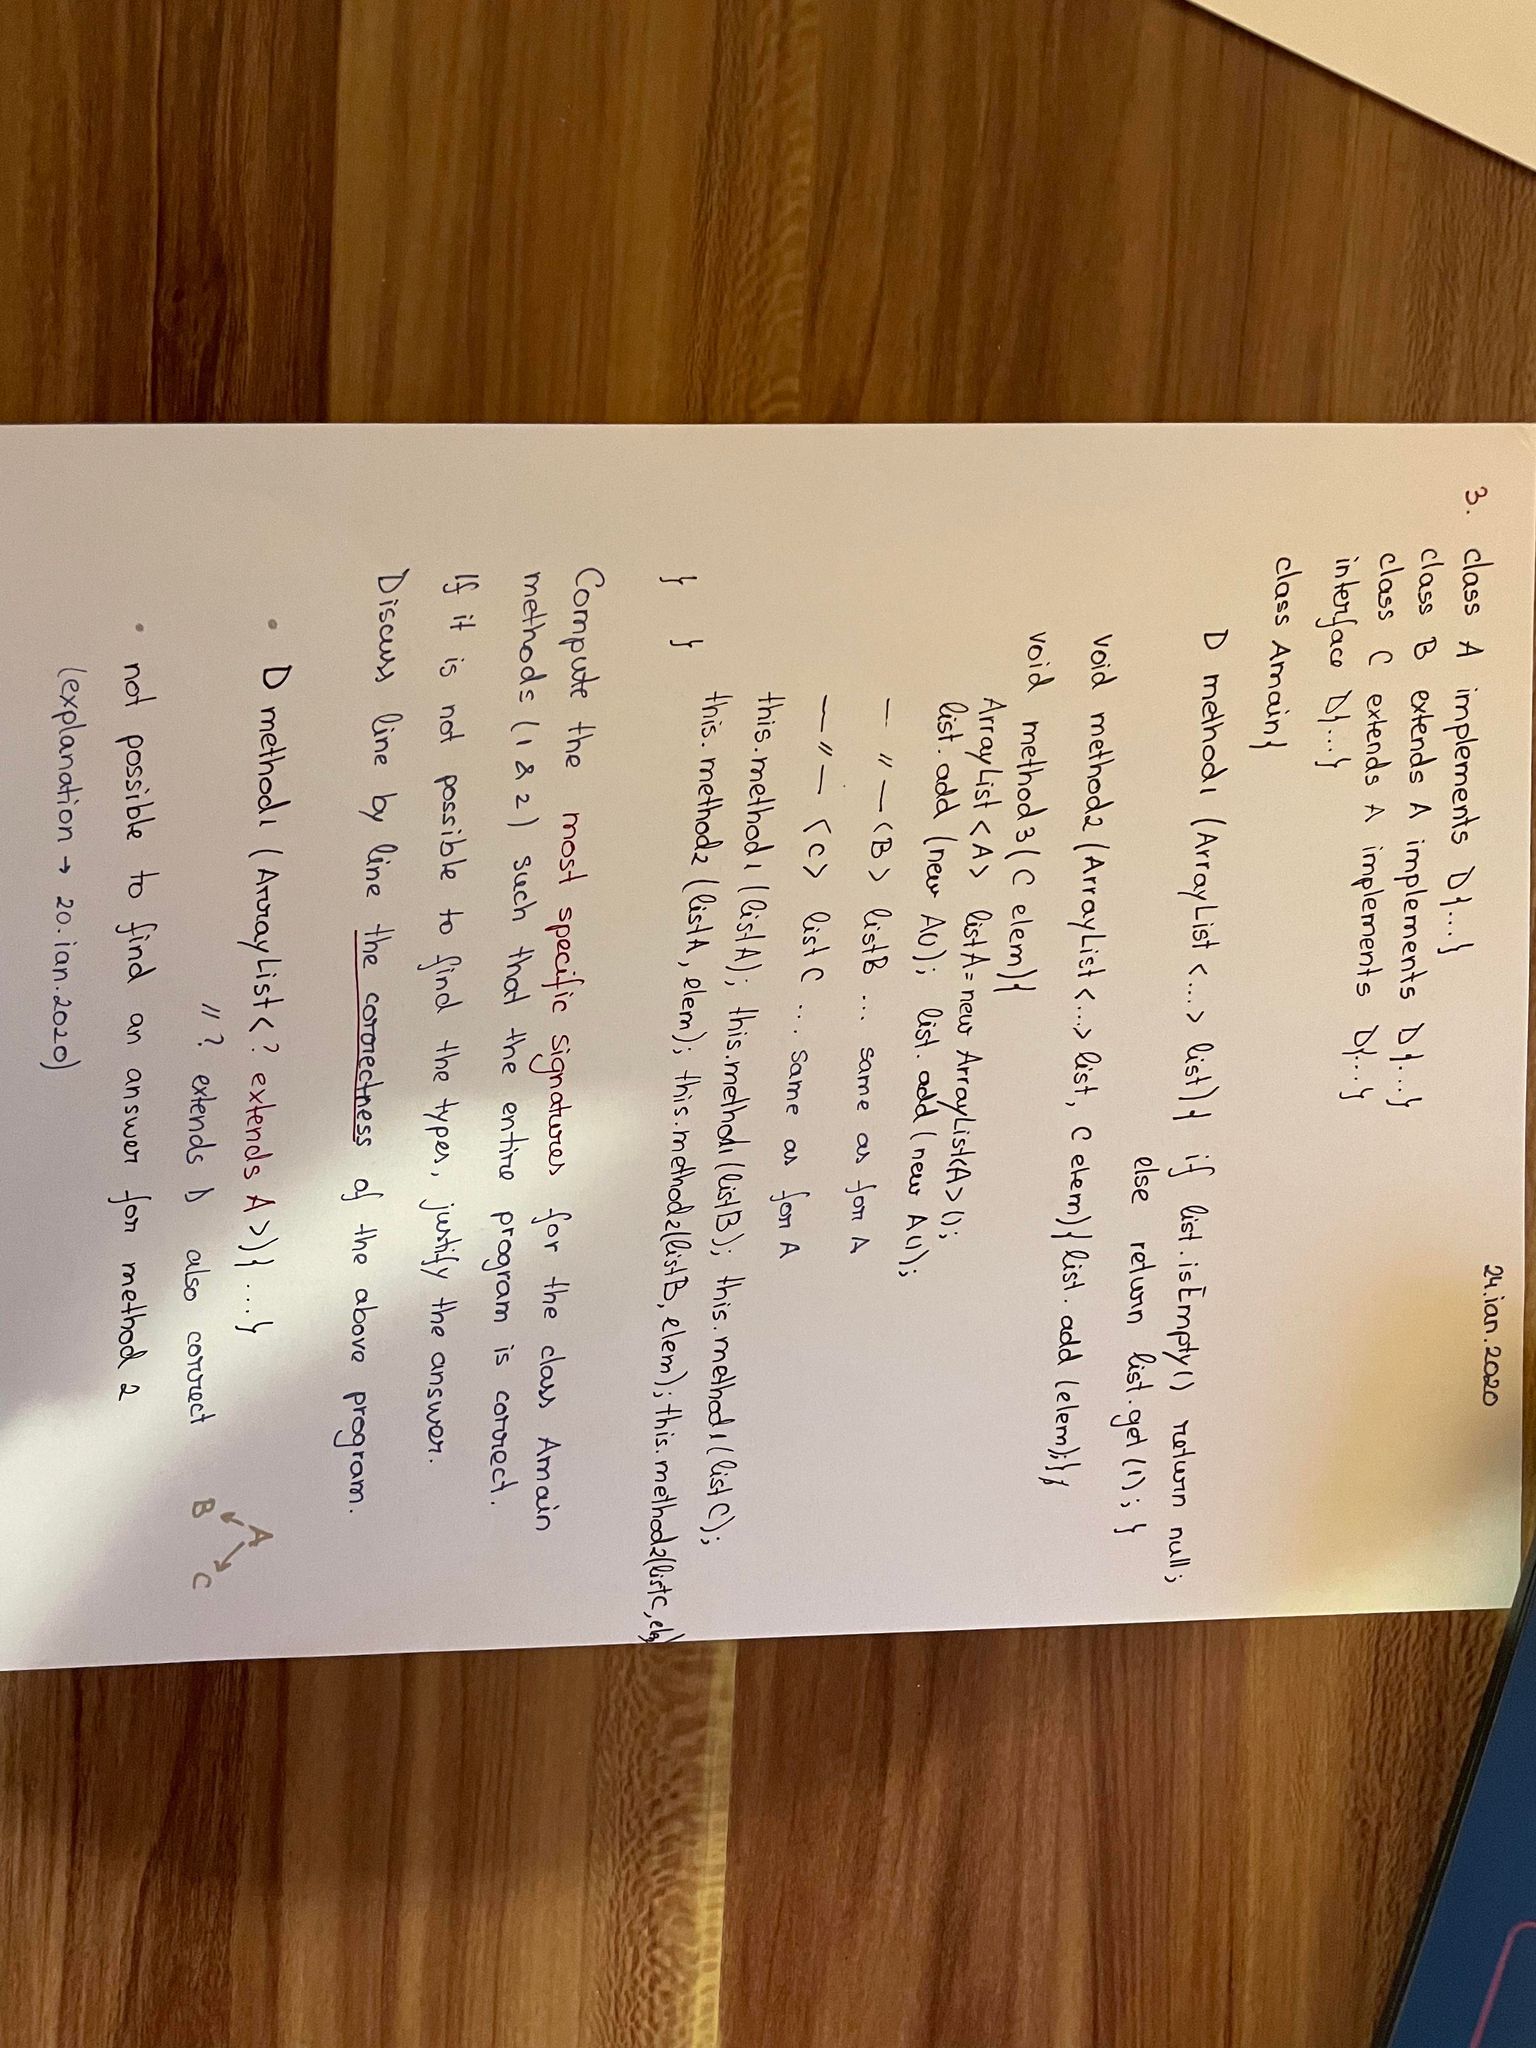 24.ian.2020
3. class A implements D{...}
class B extends A implements D{...}
class C extends A implements D{...}
interface D{...}
class Amain{
D method1 (ArrayList <...> list){ if list.isEmpty() return null;
else return list.get(1); }
void method2 (ArrayList <...> list, C elem){ list. add (elem);}}
void method3( C elem){
ArrayList <A> listA = new ArrayList<A>();
list. add (new A()); list. add (new A());
— // — <B> listB ... same as for A
— // — <C> list C ... same as for A
this.method1 (listA); this.method1(listB); this.method1(listC);
this. method2 (listA, elem); this.method2(listB, elem); this.method2(listC, elem)
} }
Compute the most specific signatures for the class Amain
methods (1 & 2) such that the entire program is correct.
If it is not possible to find the types, justify the answer.
Discuss line by line the correctness of the above program.
• D method1 (ArrayList< ? extends A >){ ...}
// ? extends D also correct
A
B C
• not possible to find an answer for method 2
(explanation → 20.ian.2020)